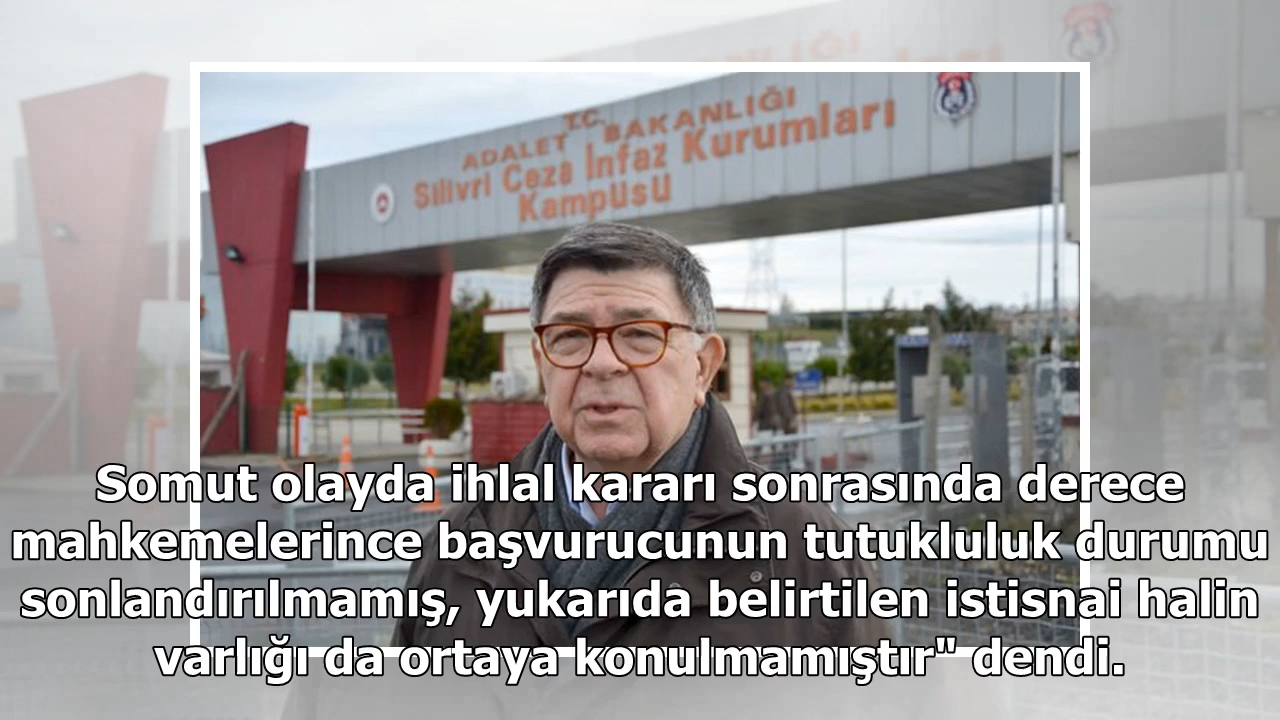 T.C.
ADALET BAKANLIĞI
Silivri Ceza İnfaz Kurumları
Kampüsü
Somut olayda ihlal kararı sonrasında derece
mahkemelerince başvurucunun tutukluluk durumu
sonlandırılmamış, yukarıda belirtilen istisnai halin
varlığı da ortaya konulmamıştır" dendi.